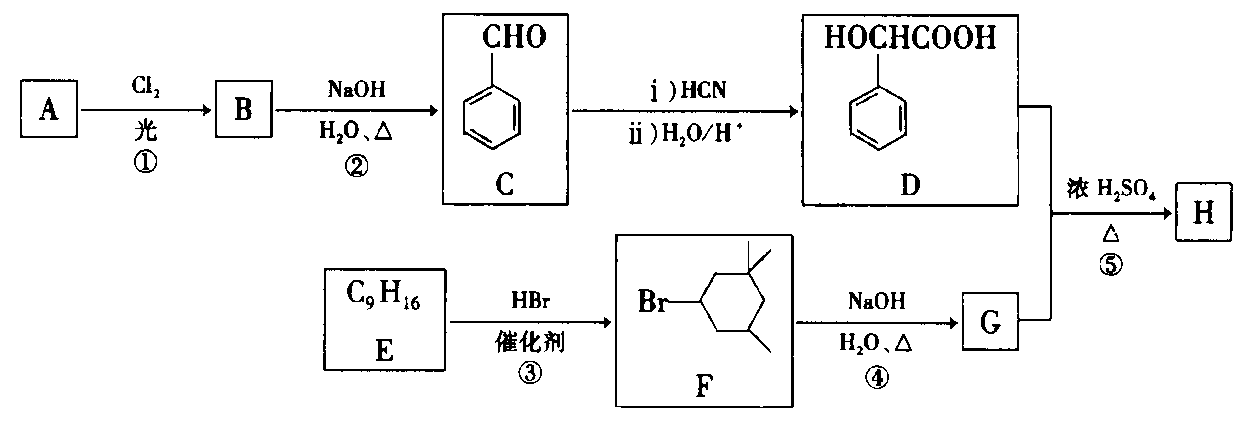 A
Cl₂
光
①
B
NaOH
H₂O、△
②
CHO
C
ⅰ)HCN
ⅱ)H₂O/H⁺
HOCHCOOH
D
浓 H₂SO₄
△
⑤
H
C₉H₁₆
E
HBr
催化剂
③
Br
F
NaOH
H₂O、△
④
G